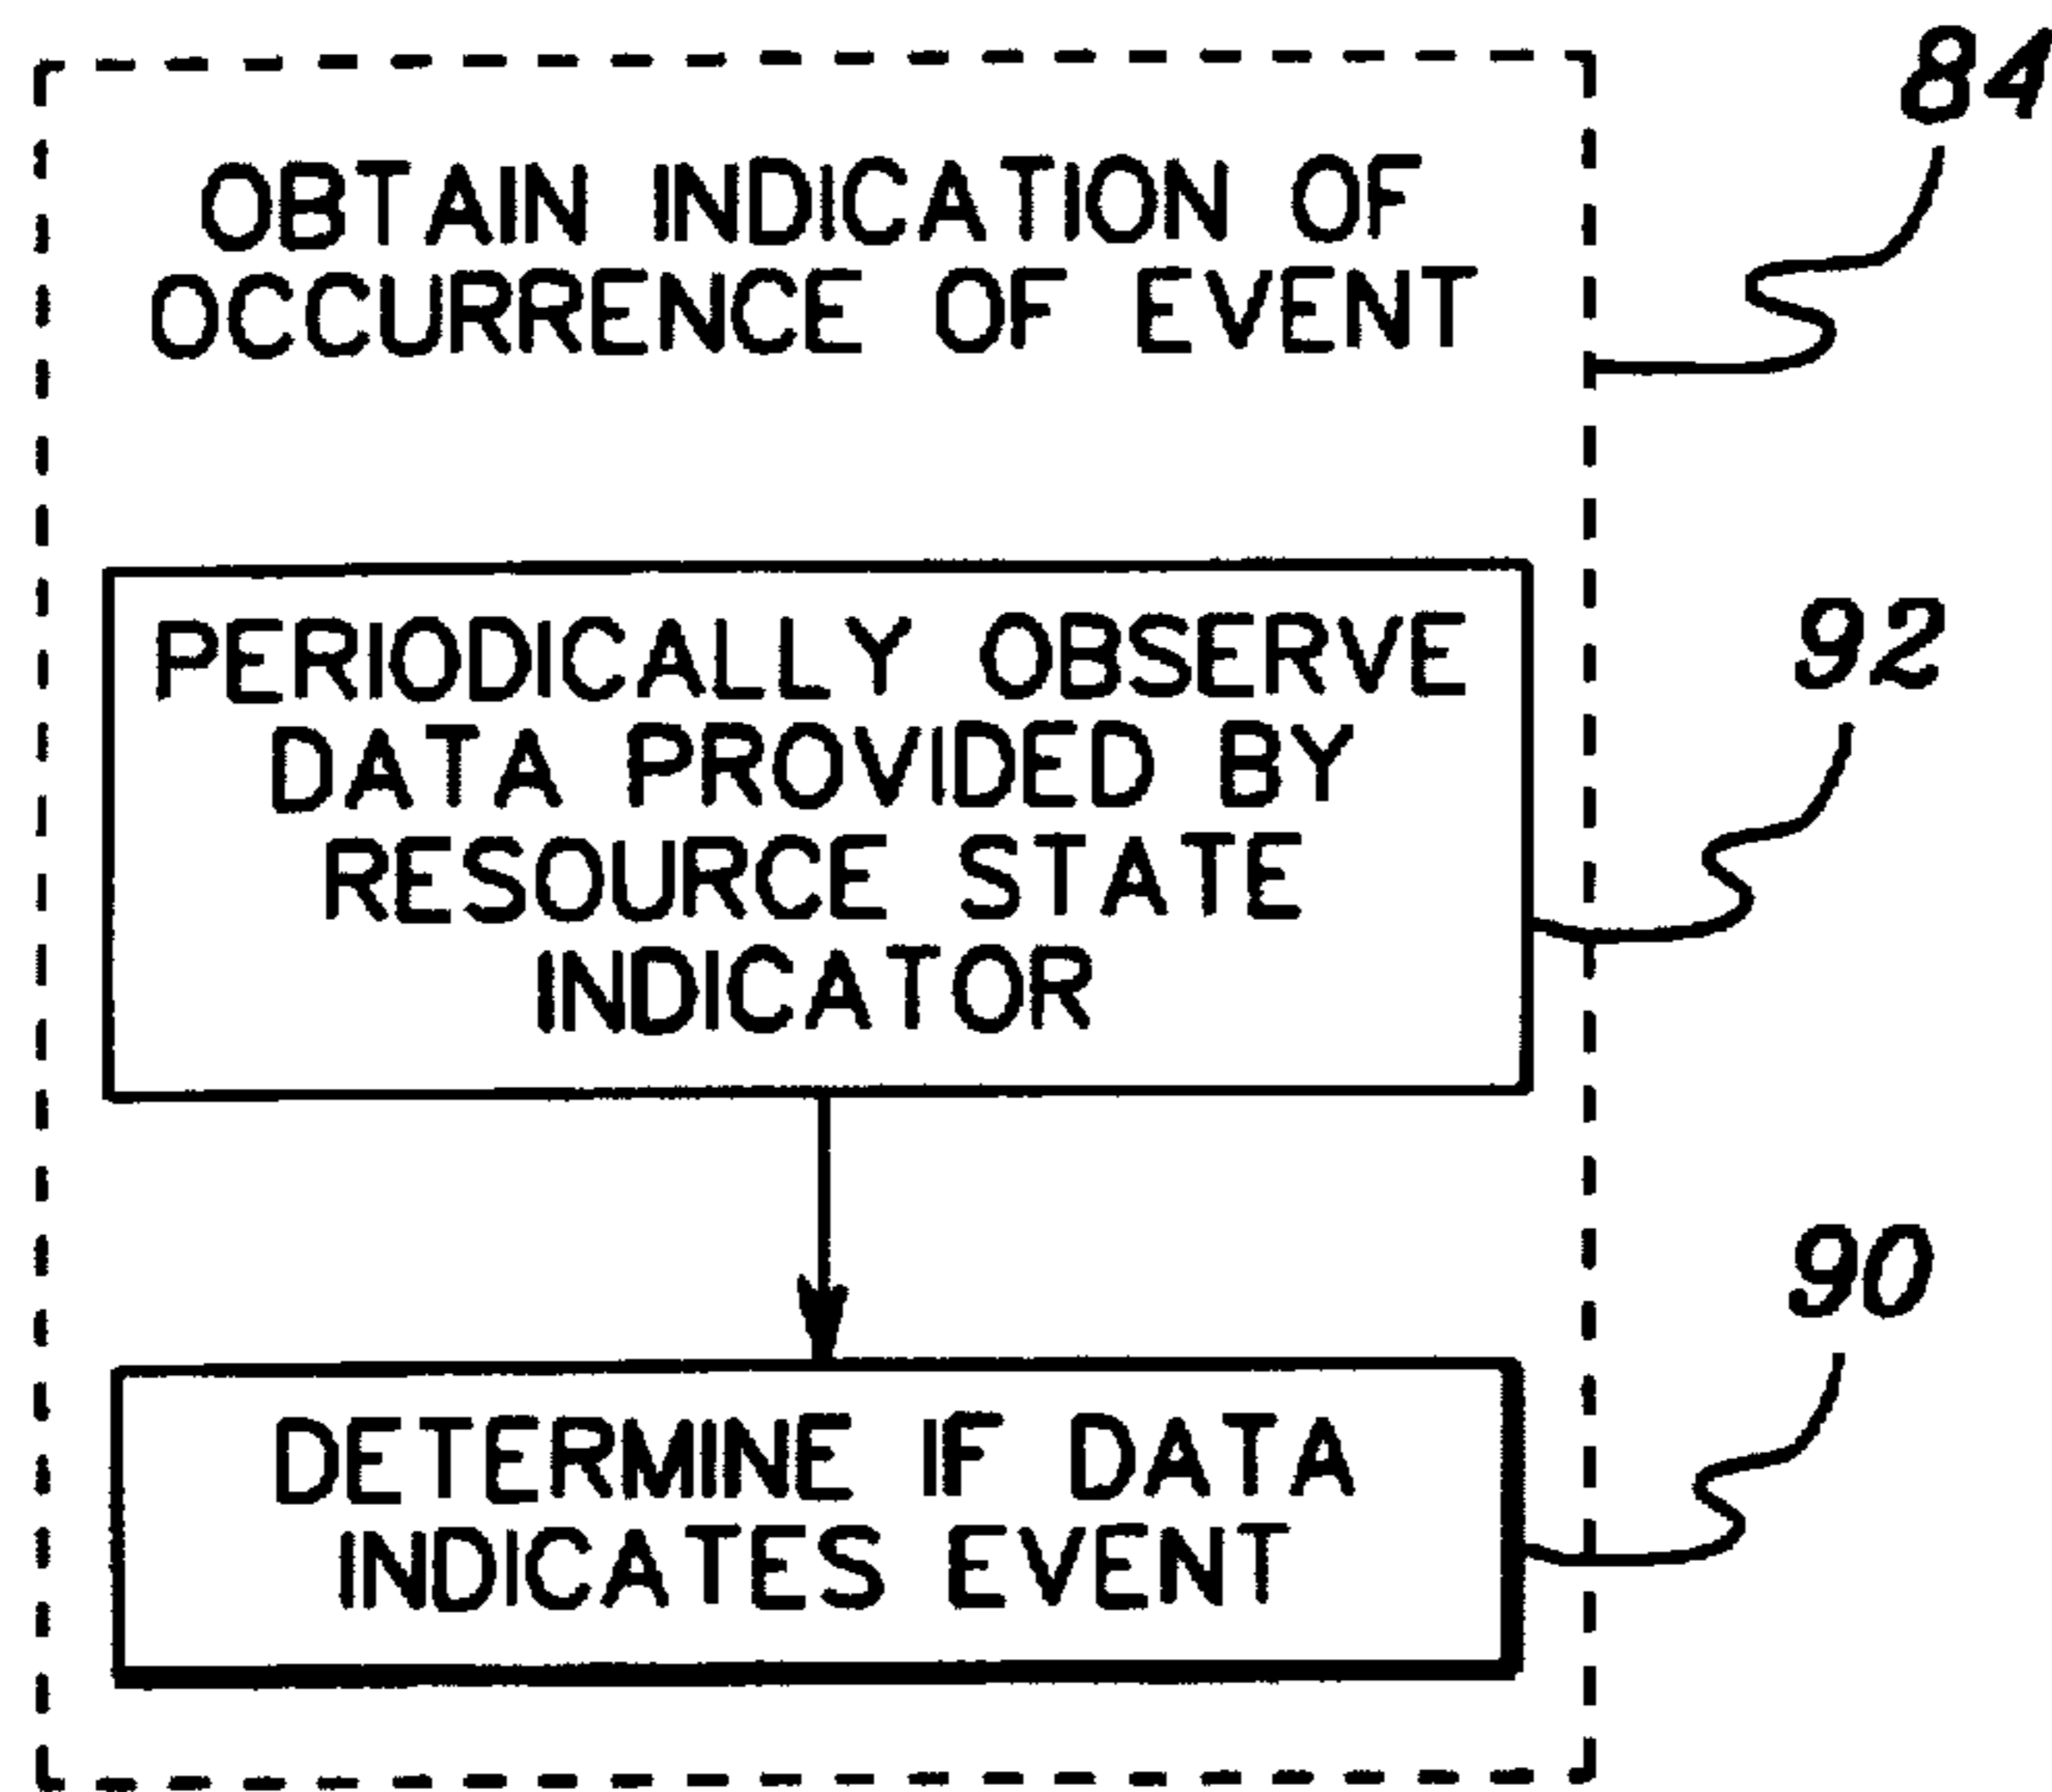 84
OBTAIN INDICATION OF
OCCURRENCE OF EVENT
92
PERIODICALLY OBSERVE
DATA PROVIDED BY
RESOURCE STATE
INDICATOR
90
DETERMINE IF DATA
INDICATES EVENT